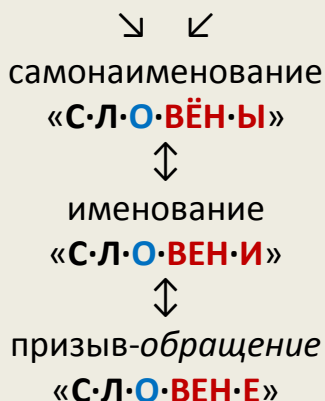 ↘ ↙
самонаименование
«С·Л·О·ВЁН·Ы»
↕
именование
«С·Л·О·ВЕН·И»
↕
призыв-обращение
«С·Л·О·ВЕН·Е»